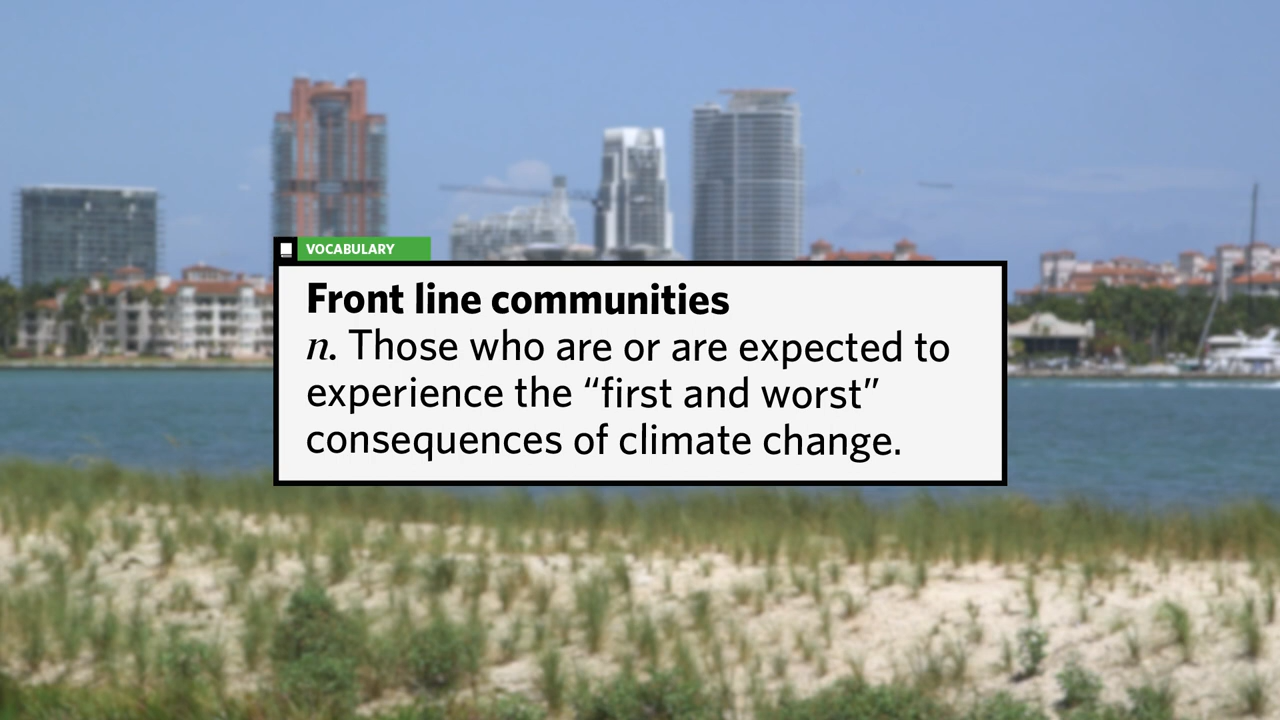 VOCABULARY
Front line communities
n. Those who are or are expected to
experience the “first and worst”
consequences of climate change.